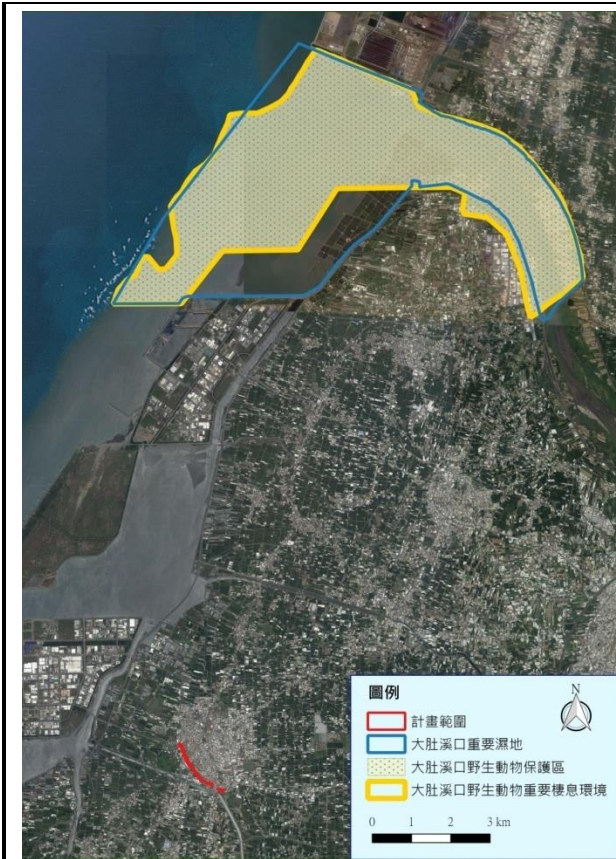 圖例
N
計畫範圍
大肚溪口重要濕地
大肚溪口野生動物保護區
大肚溪口野生動物重要棲息環境
0 1 2 3 km